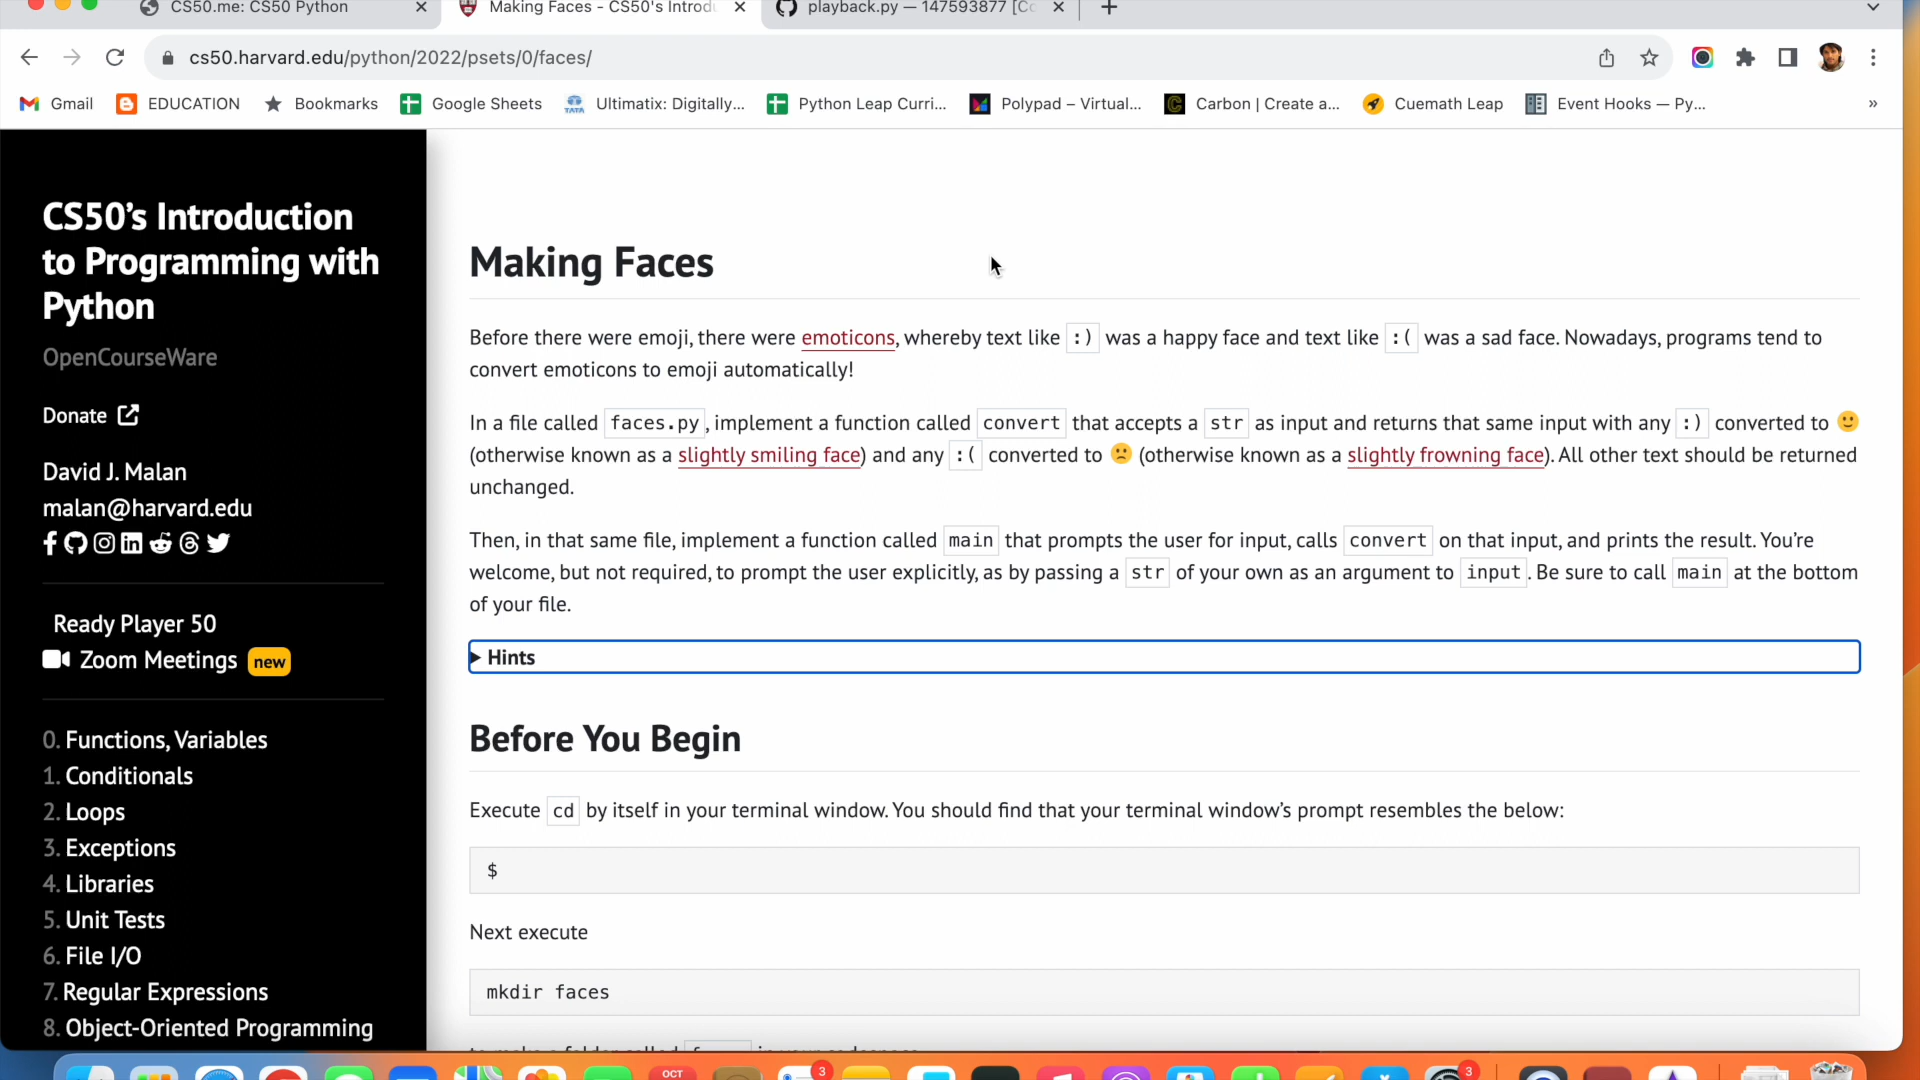 CS50.me: CS50 Python
Making Faces - CS50's Introdu
playback.py — 147593877 [Co
cs50.harvard.edu/python/2022/psets/0/faces/
Gmail
EDUCATION
Bookmarks
Google Sheets
Ultimatix: Digitally...
Python Leap Curri...
Polypad – Virtual...
Carbon | Create a...
Cuemath Leap
Event Hooks — Py...
»
CS50’s Introduction
to Programming with
Python
OpenCourseWare
Donate
David J. Malan
malan@harvard.edu
Ready Player 50
Zoom Meetings new
0. Functions, Variables
1. Conditionals
2. Loops
3. Exceptions
4. Libraries
5. Unit Tests
6. File I/O
7. Regular Expressions
8. Object-Oriented Programming
Making Faces
Before there were emoji, there were emoticons, whereby text like :) was a happy face and text like :( was a sad face. Nowadays, programs tend to
convert emoticons to emoji automatically!
In a file called faces.py, implement a function called convert that accepts a str as input and returns that same input with any :) converted to 🙂
(otherwise known as a slightly smiling face) and any :( converted to 🙁 (otherwise known as a slightly frowning face). All other text should be returned
unchanged.
Then, in that same file, implement a function called main that prompts the user for input, calls convert on that input, and prints the result. You’re
welcome, but not required, to prompt the user explicitly, as by passing a str of your own as an argument to input. Be sure to call main at the bottom
of your file.
Hints
Before You Begin
Execute cd by itself in your terminal window. You should find that your terminal window’s prompt resembles the below:
$
Next execute
mkdir faces
OCT
3
3